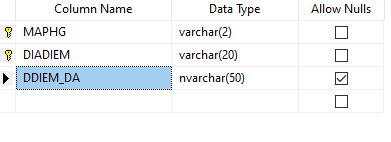 Column Name Data Type Allow Nulls
MAPHG varchar(2)
DIADIEM varchar(20)
DDIEM_DA nvarchar(50)